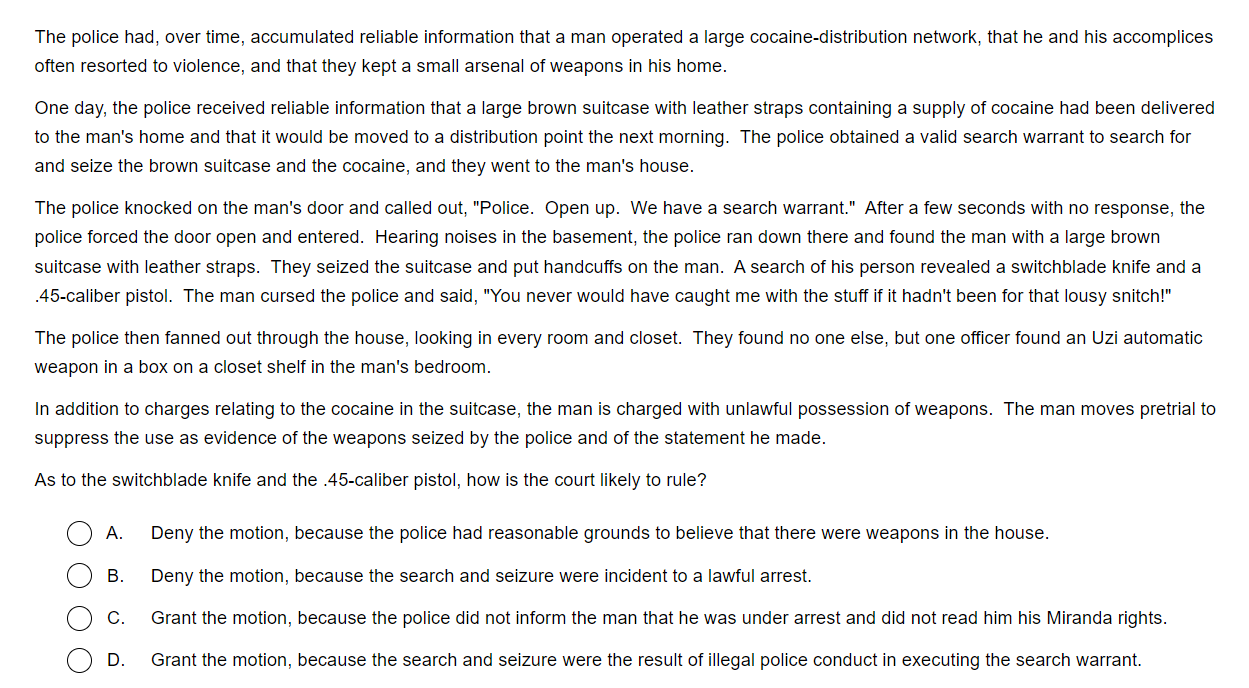 The police had, over time, accumulated reliable information that a man operated a large cocaine-distribution network, that he and his accomplices
often resorted to violence, and that they kept a small arsenal of weapons in his home.
One day, the police received reliable information that a large brown suitcase with leather straps containing a supply of cocaine had been delivered
to the man's home and that it would be moved to a distribution point the next morning.  The police obtained a valid search warrant to search for
and seize the brown suitcase and the cocaine, and they went to the man's house.
The police knocked on the man's door and called out, "Police.  Open up.  We have a search warrant."  After a few seconds with no response, the
police forced the door open and entered.  Hearing noises in the basement, the police ran down there and found the man with a large brown
suitcase with leather straps.  They seized the suitcase and put handcuffs on the man.  A search of his person revealed a switchblade knife and a
.45-caliber pistol.  The man cursed the police and said, "You never would have caught me with the stuff if it hadn't been for that lousy snitch!"
The police then fanned out through the house, looking in every room and closet.  They found no one else, but one officer found an Uzi automatic
weapon in a box on a closet shelf in the man's bedroom.
In addition to charges relating to the cocaine in the suitcase, the man is charged with unlawful possession of weapons.  The man moves pretrial to
suppress the use as evidence of the weapons seized by the police and of the statement he made.
As to the switchblade knife and the .45-caliber pistol, how is the court likely to rule?
A. Deny the motion, because the police had reasonable grounds to believe that there were weapons in the house.
B. Deny the motion, because the search and seizure were incident to a lawful arrest.
C. Grant the motion, because the police did not inform the man that he was under arrest and did not read him his Miranda rights.
D. Grant the motion, because the search and seizure were the result of illegal police conduct in executing the search warrant.